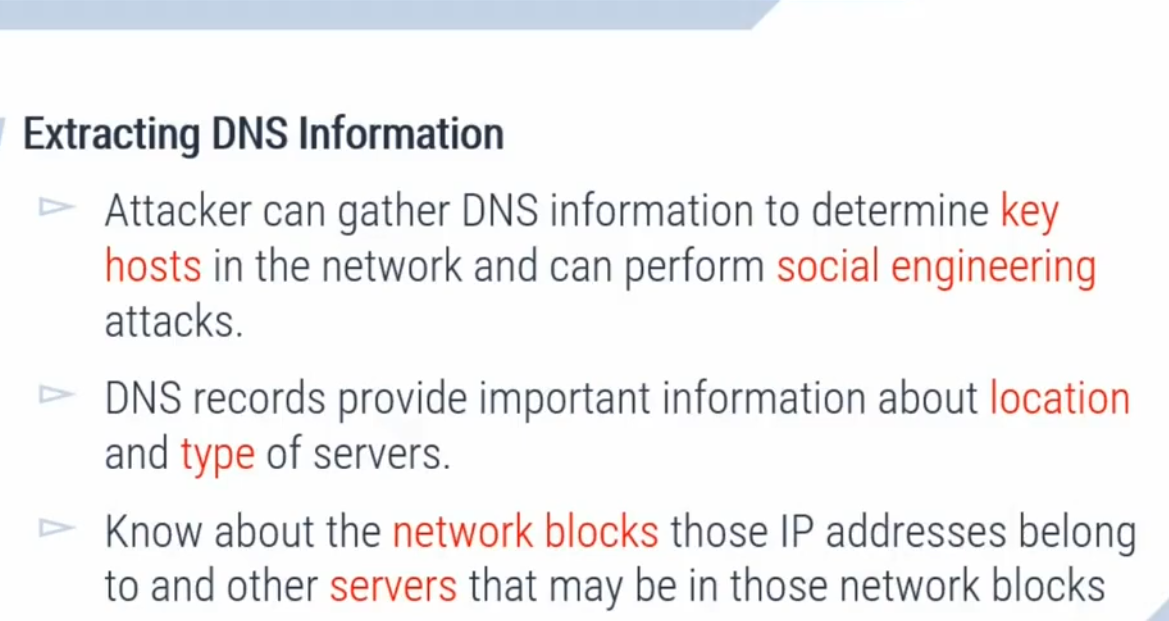 Extracting DNS Information
Attacker can gather DNS information to determine key
hosts in the network and can perform social engineering
attacks.
DNS records provide important information about location
and type of servers.
Know about the network blocks those IP addresses belong
to and other servers that may be in those network blocks